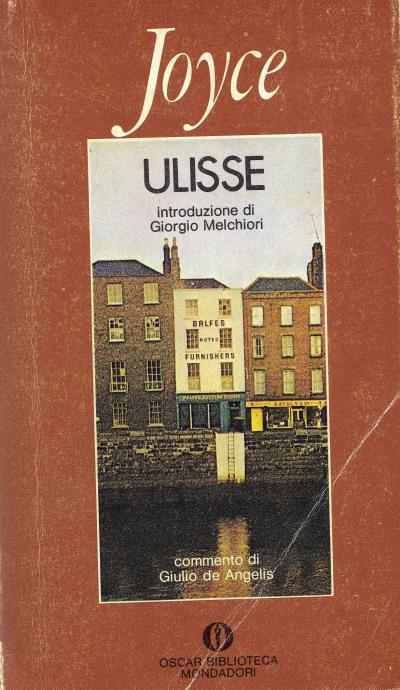 Joyce
ULISSE
introduzione di
Giorgio Melchiori
BALFES
FURNISHERS
commento di
Giulio de Angelis
OSCAR BIBLIOTECA
MONDADORI